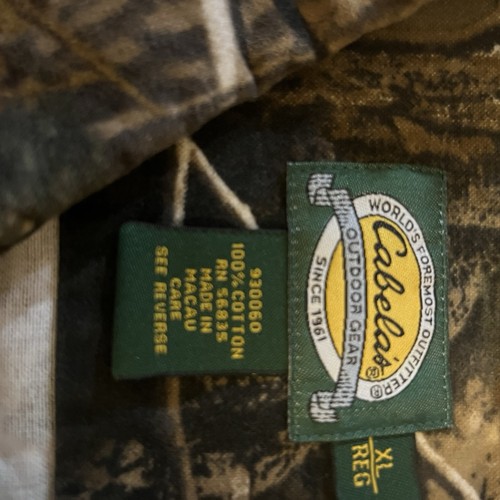 WORLD'S FOREMOST OUTFITTER®
Cabela's®
OUTDOOR GEAR
SINCE 1961
930060
100% COTTON
RN 56835
MADE IN
MACAU
CARE
SEE REVERSE
XL
REG